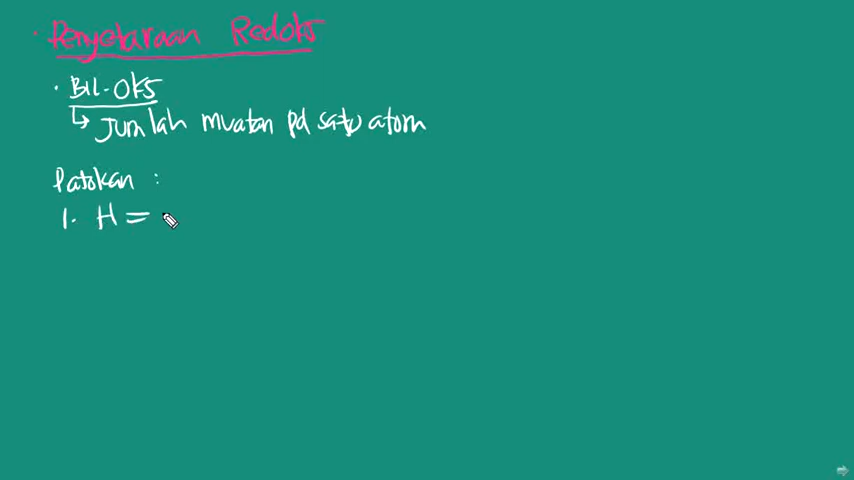 · Penyetaraan Redoks
· Bil-Oks
↳ Jumlah muatan pd satu atom
Patokan :
1. H =